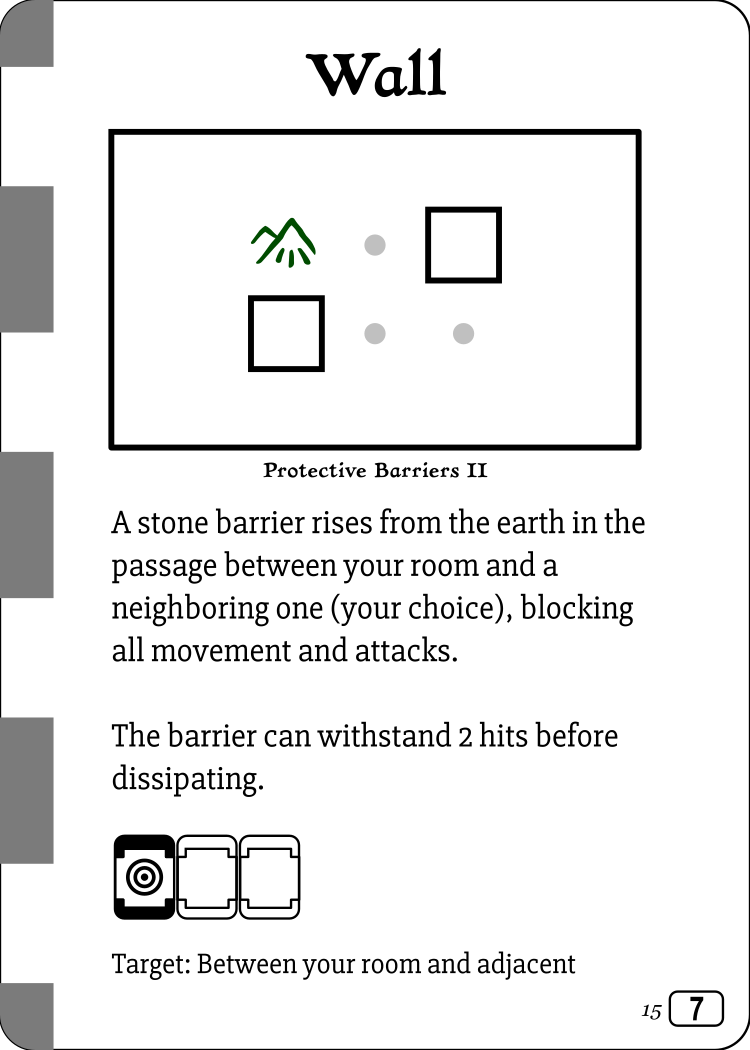 Wall
Protective Barriers II
A stone barrier rises from the earth in the
passage between your room and a
neighboring one (your choice), blocking
all movement and attacks.
The barrier can withstand 2 hits before
dissipating.
Target: Between your room and adjacent
15 7